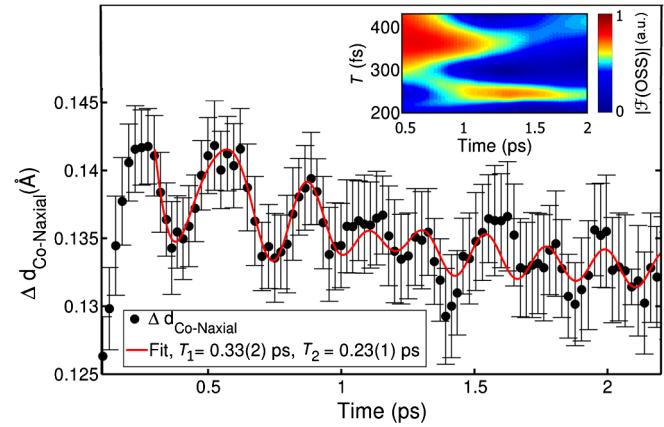 400
300
200
T (fs)
0.5 1 1.5 2
Time (ps)
1
0
|ℱ(OSS)| (a.u.)
0.145
0.14
0.135
0.13
0.125
Δ d_Co-Naxial(Å)
Δ d_Co-Naxial
Fit, T₁= 0.33(2) ps, T₂ = 0.23(1) ps
0.5 1 1.5 2
Time (ps)